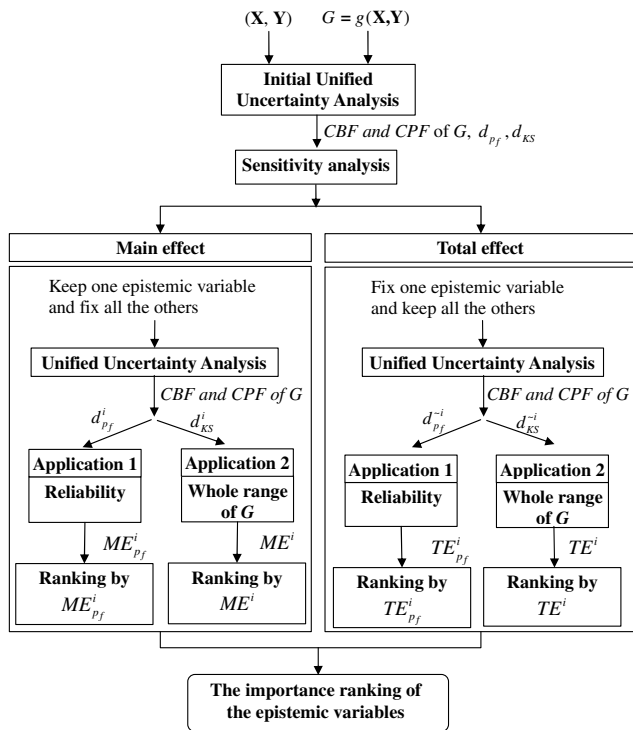 (X, Y) G = g(X,Y)
Initial Unified
Uncertainty Analysis
CBF and CPF of G, d_{p_f}, d_{KS}
Sensitivity analysis
Main effect
Keep one epistemic variable
and fix all the others
Unified Uncertainty Analysis
CBF and CPF of G
d^i_{p_f} d^i_{KS}
Application 1
Reliability
Application 2
Whole range
of G
ME^i_{p_f} ME^i
Ranking by
ME^i_{p_f}
Ranking by
ME^i
Total effect
Fix one epistemic variable
and keep all the others
Unified Uncertainty Analysis
CBF and CPF of G
d^{~i}_{p_f} d^{~i}_{KS}
Application 1
Reliability
Application 2
Whole range
of G
TE^i_{p_f} TE^i
Ranking by
TE^i_{p_f}
Ranking by
TE^i
The importance ranking of
the epistemic variables